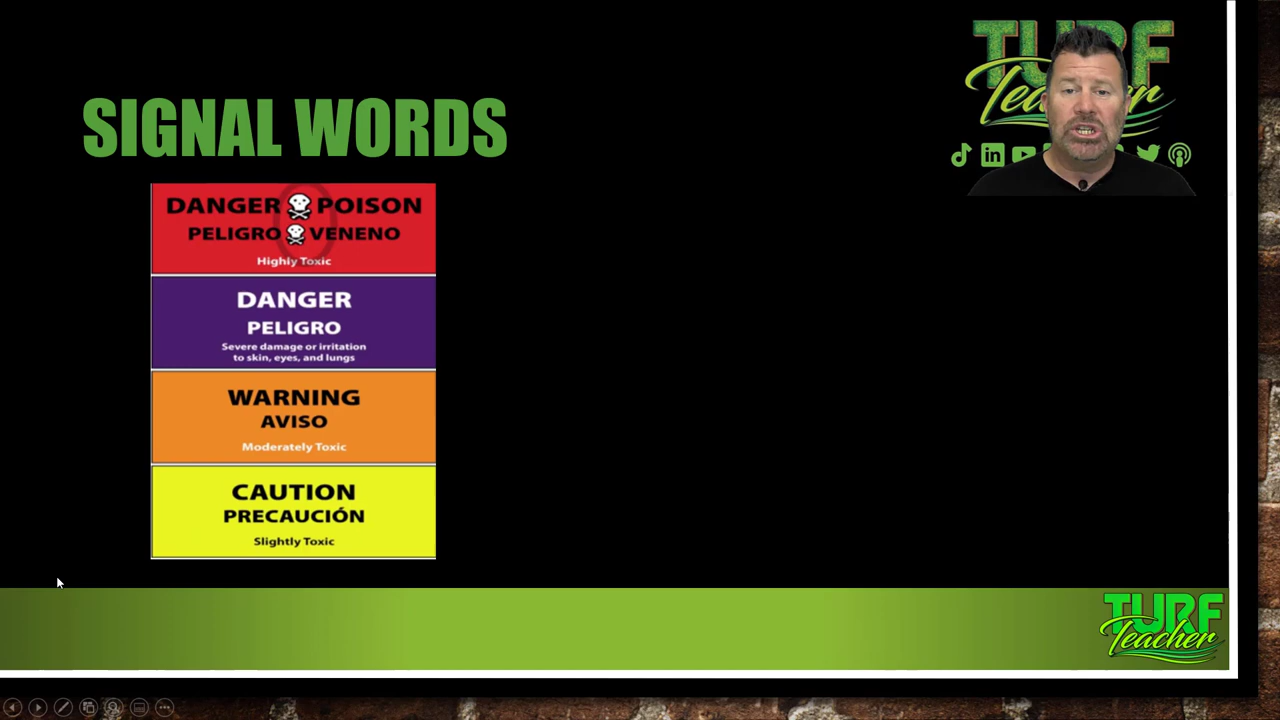 TURF
Teacher
SIGNAL WORDS
DANGER POISON
PELIGRO VENENO
Highly Toxic
DANGER
PELIGRO
Severe damage or irritation
to skin, eyes, and lungs
WARNING
AVISO
Moderately Toxic
CAUTION
PRECAUCIÓN
Slightly Toxic
TURF
Teacher